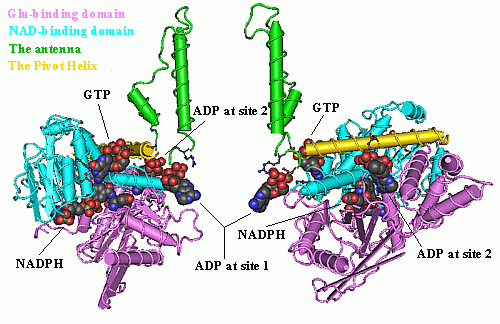 Glu-binding domain
NAD-binding domain
The antenna
The Pivot Helix
GTP
ADP at site 2
GTP
NADPH
ADP at site 1
NADPH
ADP at site 2